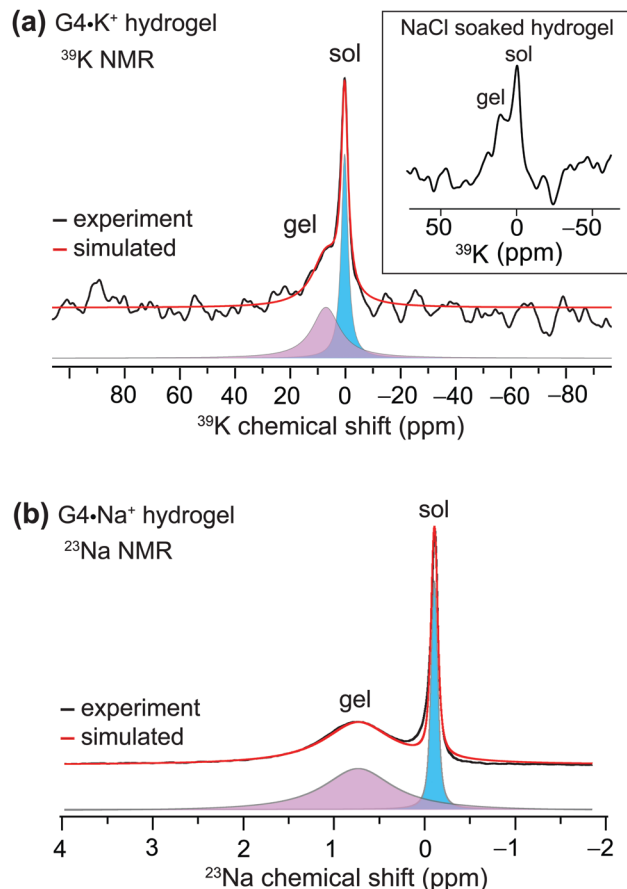 (a) G4•K⁺ hydrogel
³⁹K NMR
sol
gel
– experiment
– simulated
80 60 40 20 0 –20 –40 –60 –80
³⁹K chemical shift (ppm)
NaCl soaked hydrogel
sol
gel
50 0 –50
³⁹K (ppm)
(b) G4•Na⁺ hydrogel
²³Na NMR
sol
gel
– experiment
– simulated
4 3 2 1 0 –1 –2
²³Na chemical shift (ppm)